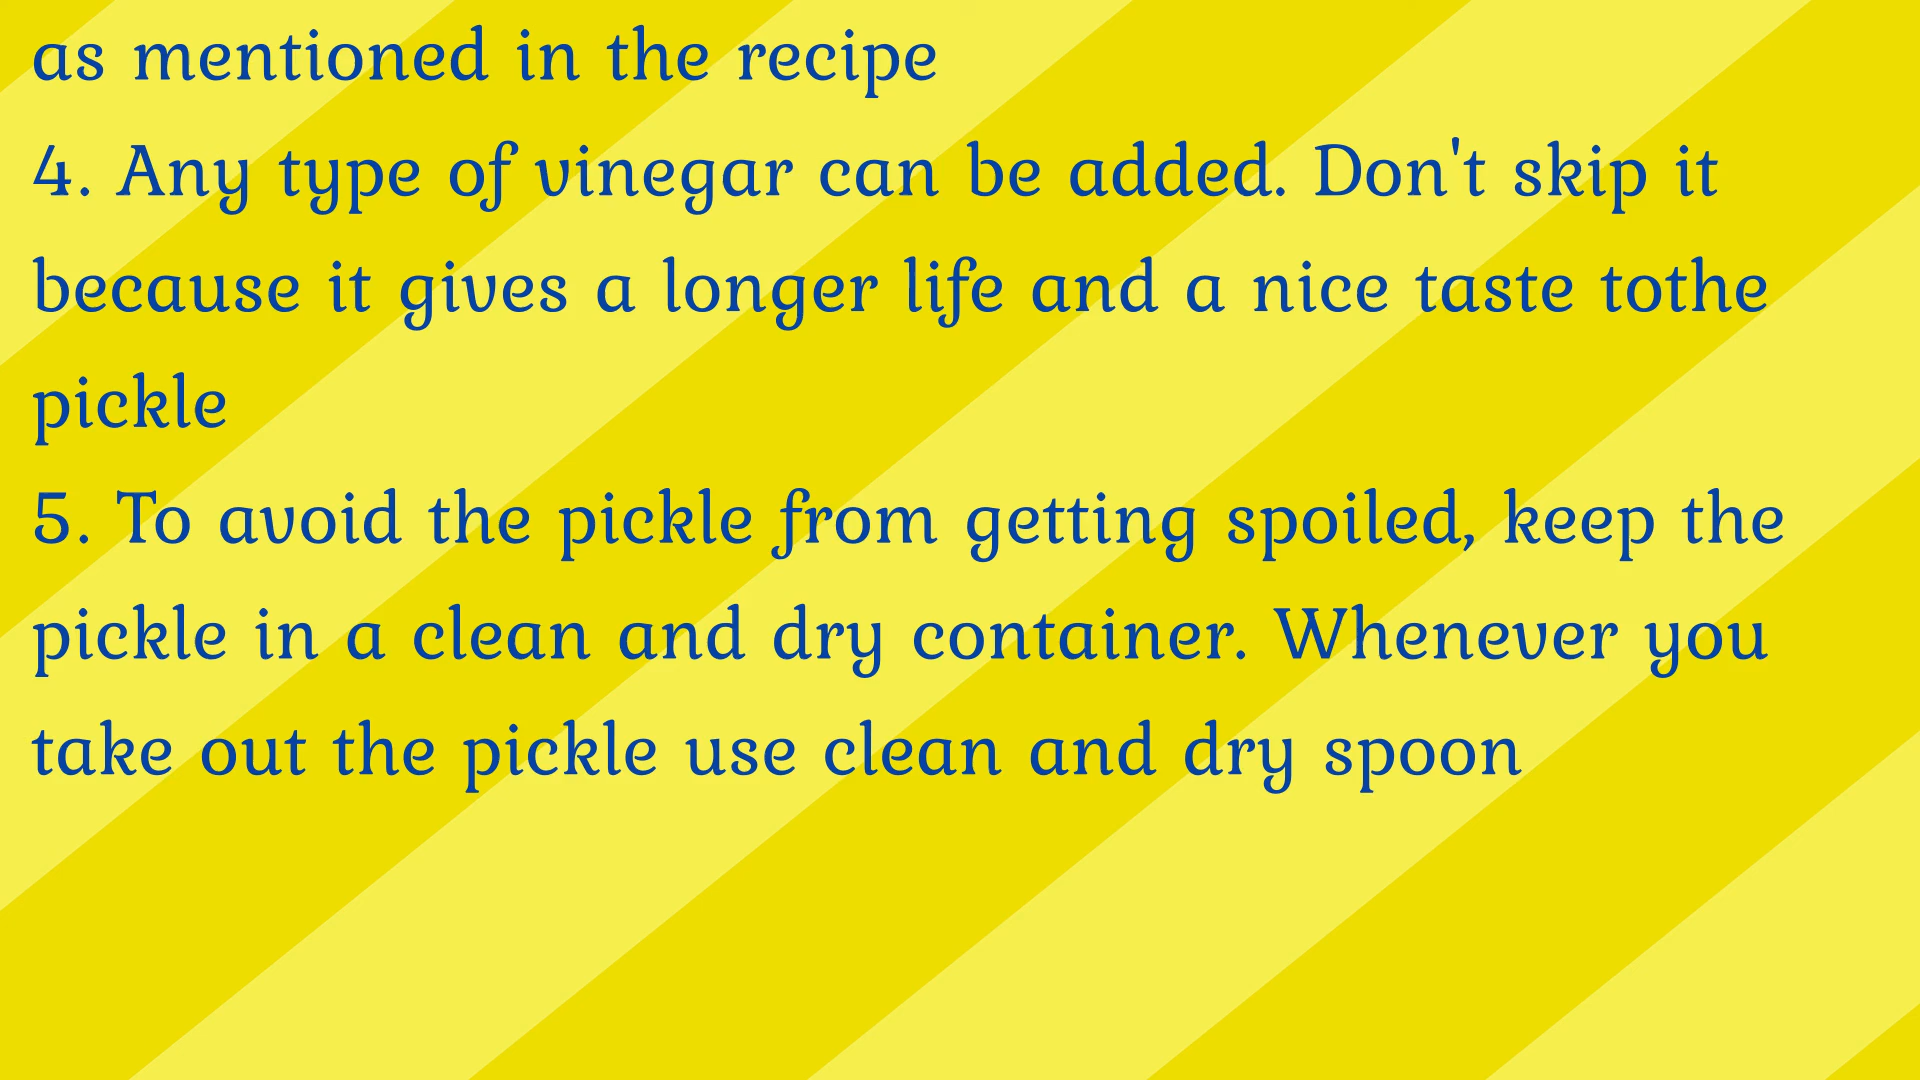 as mentioned in the recipe
4. Any type of vinegar can be added. Don't skip it
because it gives a longer life and a nice taste tothe
pickle
5. To avoid the pickle from getting spoiled, keep the
pickle in a clean and dry container. Whenever you
take out the pickle use clean and dry spoon